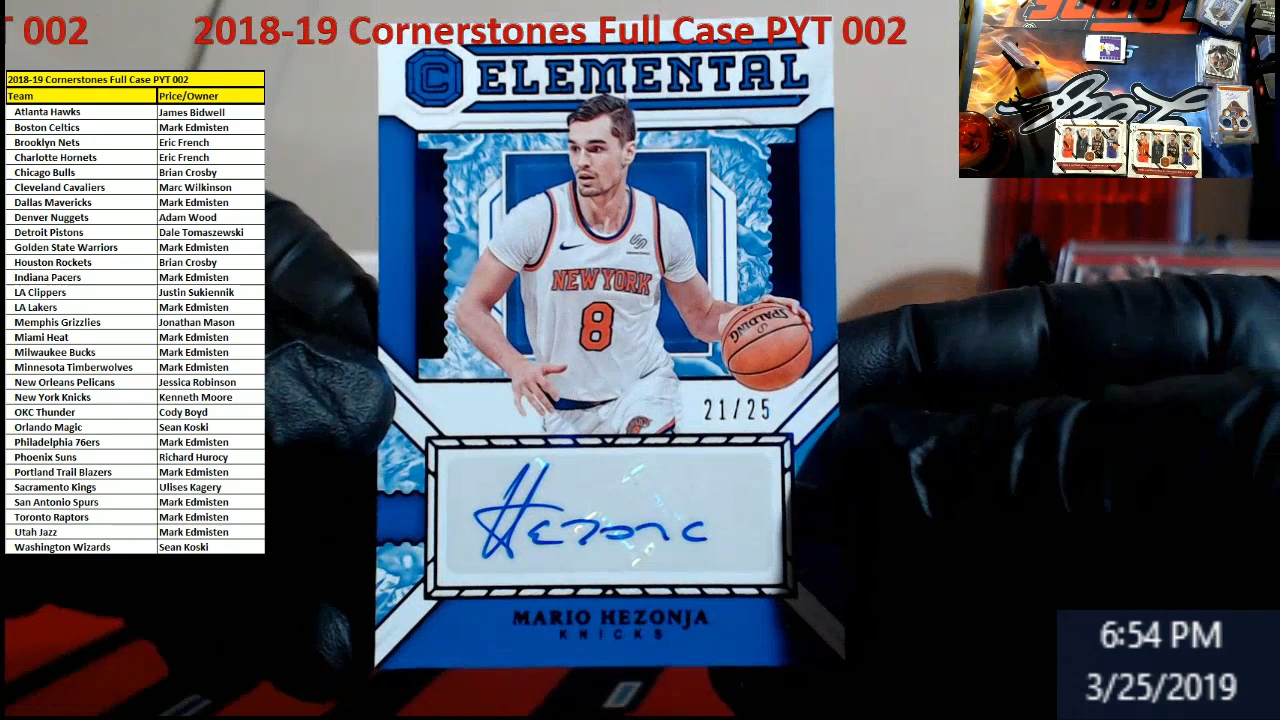 T 002
2018-19 Cornerstones Full Case PYT 002
2018-19 Cornerstones Full Case PYT 002
Team Price/Owner
Atlanta Hawks James Bidwell
Boston Celtics Mark Edmisten
Brooklyn Nets Eric French
Charlotte Hornets Eric French
Chicago Bulls Brian Crosby
Cleveland Cavaliers Marc Wilkinson
Dallas Mavericks Mark Edmisten
Denver Nuggets Adam Wood
Detroit Pistons Dale Tomaszewski
Golden State Warriors Mark Edmisten
Houston Rockets Brian Crosby
Indiana Pacers Mark Edmisten
LA Clippers Justin Sukiennik
LA Lakers Mark Edmisten
Memphis Grizzlies Jonathan Mason
Miami Heat Mark Edmisten
Milwaukee Bucks Mark Edmisten
Minnesota Timberwolves Mark Edmisten
New Orleans Pelicans Jessica Robinson
New York Knicks Kenneth Moore
OKC Thunder Cody Boyd
Orlando Magic Sean Koski
Philadelphia 76ers Mark Edmisten
Phoenix Suns Richard Hurocy
Portland Trail Blazers Mark Edmisten
Sacramento Kings Ulises Kagery
San Antonio Spurs Mark Edmisten
Toronto Raptors Mark Edmisten
Utah Jazz Mark Edmisten
Washington Wizards Sean Koski
C ELEMENTAL
NEW YORK
8
SPALDING
21/25
Hezonc
MARIO HEZONJA
KNICKS
6:54 PM
3/25/2019